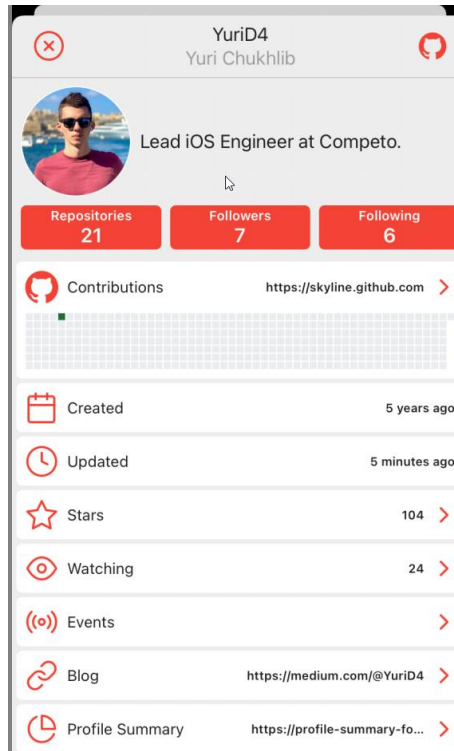 YuriD4
Yuri Chukhlib
Lead iOS Engineer at Competo.
Repositories
21
Followers
7
Following
6
Contributions
https://skyline.github.com
Created
5 years ago
Updated
5 minutes ago
Stars
104
Watching
24
Events
Blog
https://medium.com/@YuriD4
Profile Summary
https://profile-summary-fo...